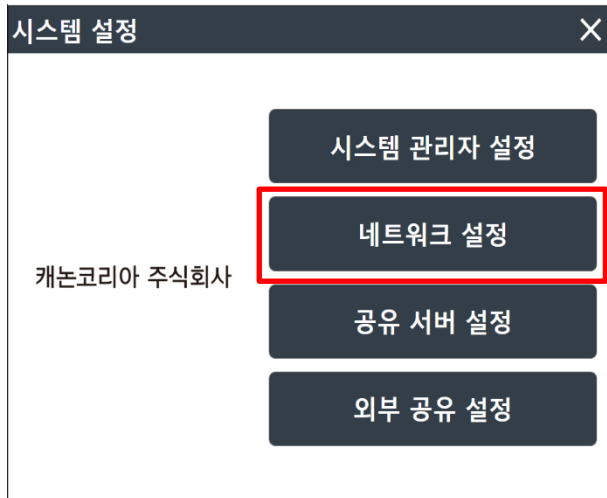 시스템 설정
시스템 관리자 설정
네트워크 설정
캐논코리아 주식회사
공유 서버 설정
외부 공유 설정